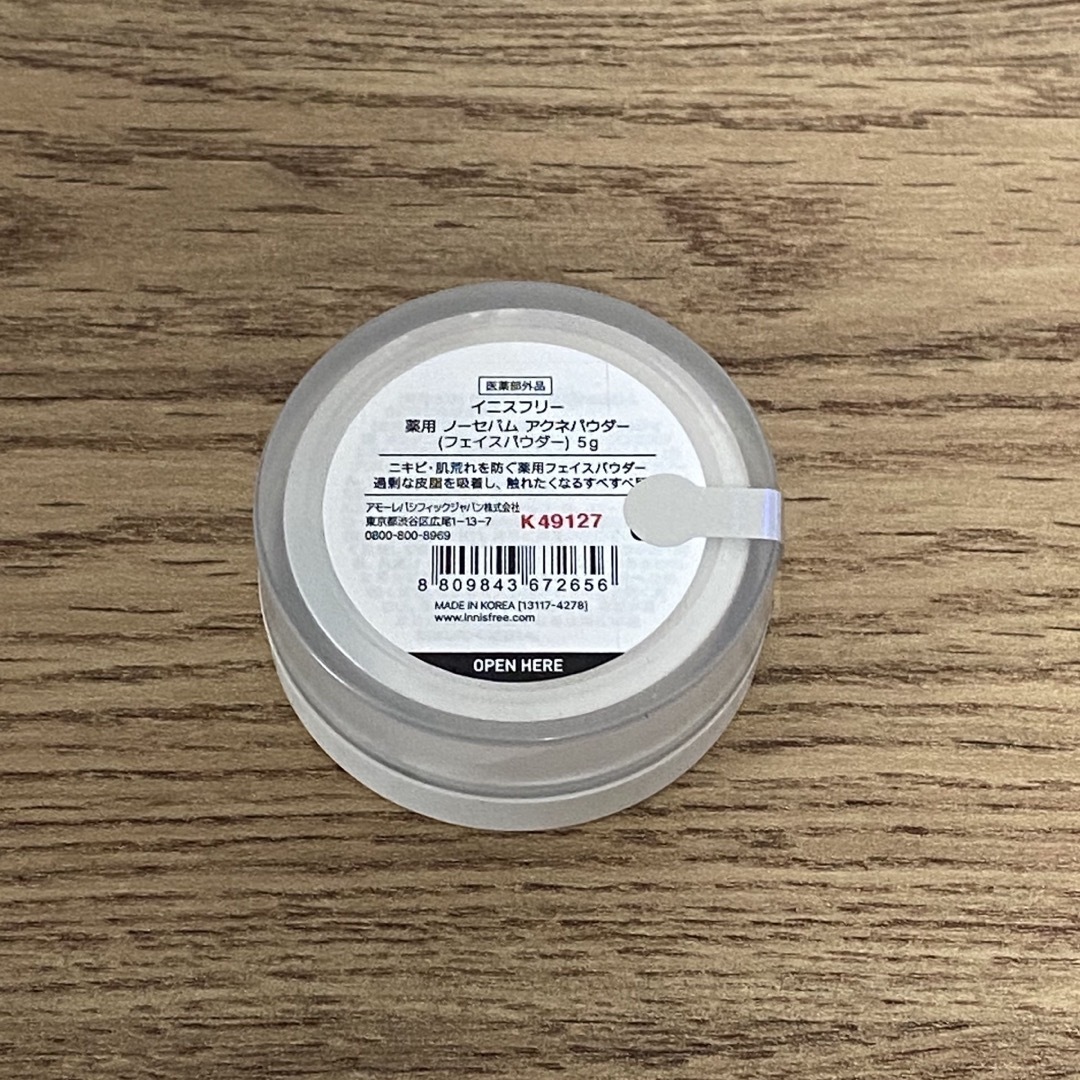 医薬部外品
イニスフリー
薬用 ノーセバム アクネパウダー
(フェイスパウダー) 5g
ニキビ・肌荒れを防ぐ薬用フェイスパウダー
過剰な皮脂を吸着し、触れたくなるすべすべ
アモーレパシフィックジャパン株式会社
東京都渋谷区広尾1-13-7
K49127
0800-800-8969
8 809843 672656
MADE IN KOREA [13117-4278]
www.innisfree.com
OPEN HERE